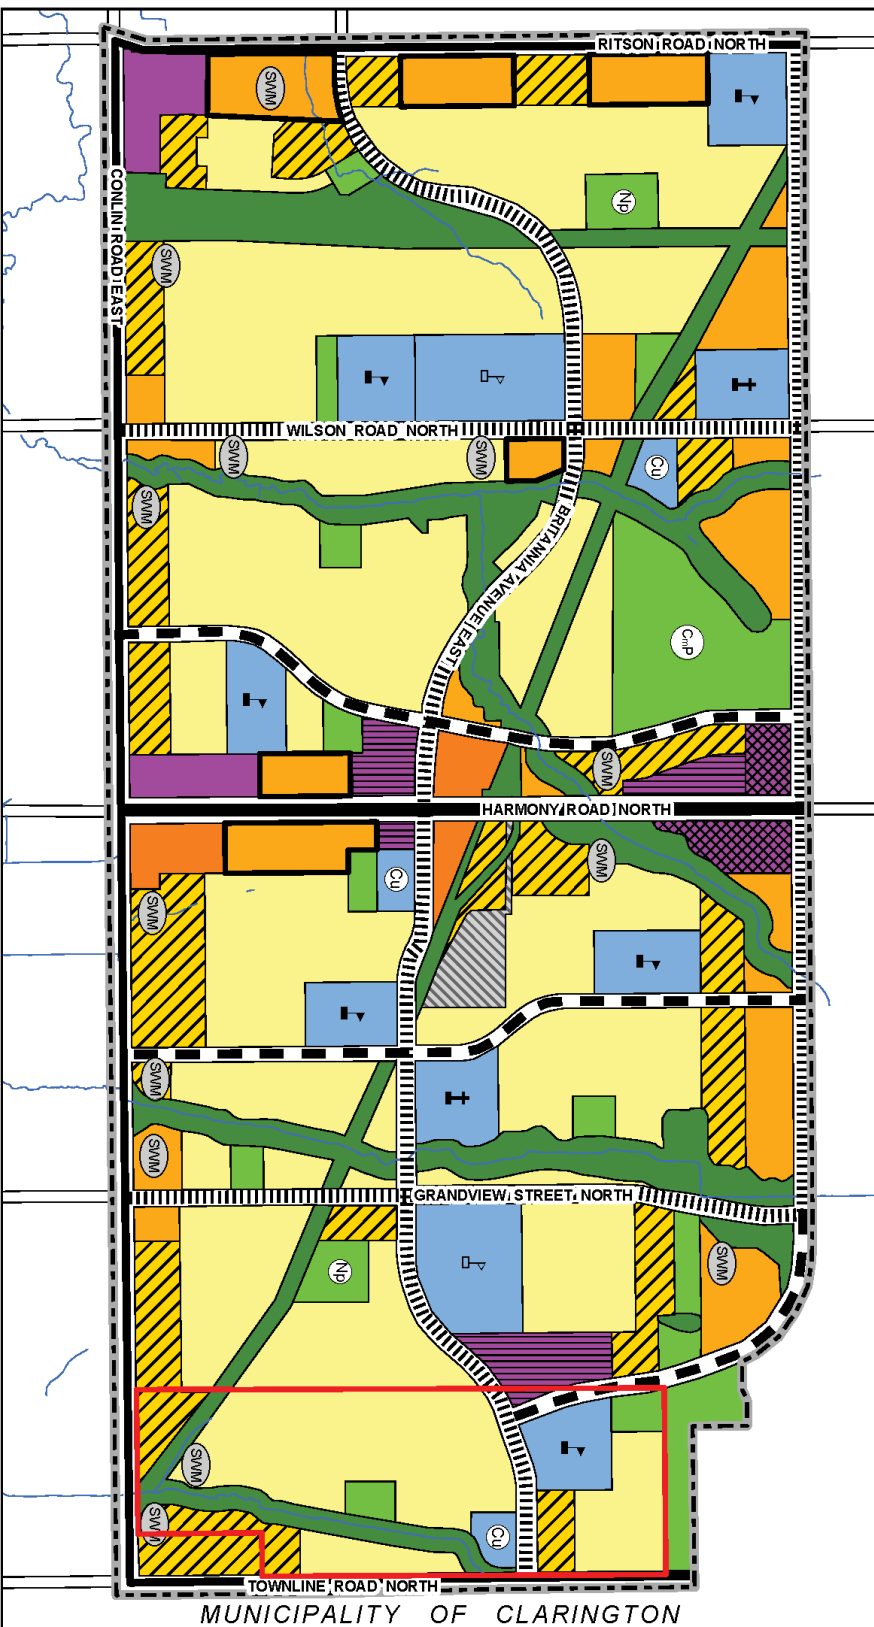 RITSON ROAD NORTH
SWM
Np
CONLIN ROAD EAST
SWM
WILSON ROAD NORTH
SWM
SWM
Cu
SWM
BRITANNIA AVENUE EAST
CmP
SWM
HARMONY ROAD NORTH
SWM
Cu
SWM
SWM
SWM
GRANDVIEW STREET NORTH
SWM
Np
SWM
SWM
Cu
TOWNLINE ROAD NORTH
MUNICIPALITY OF CLARINGTON